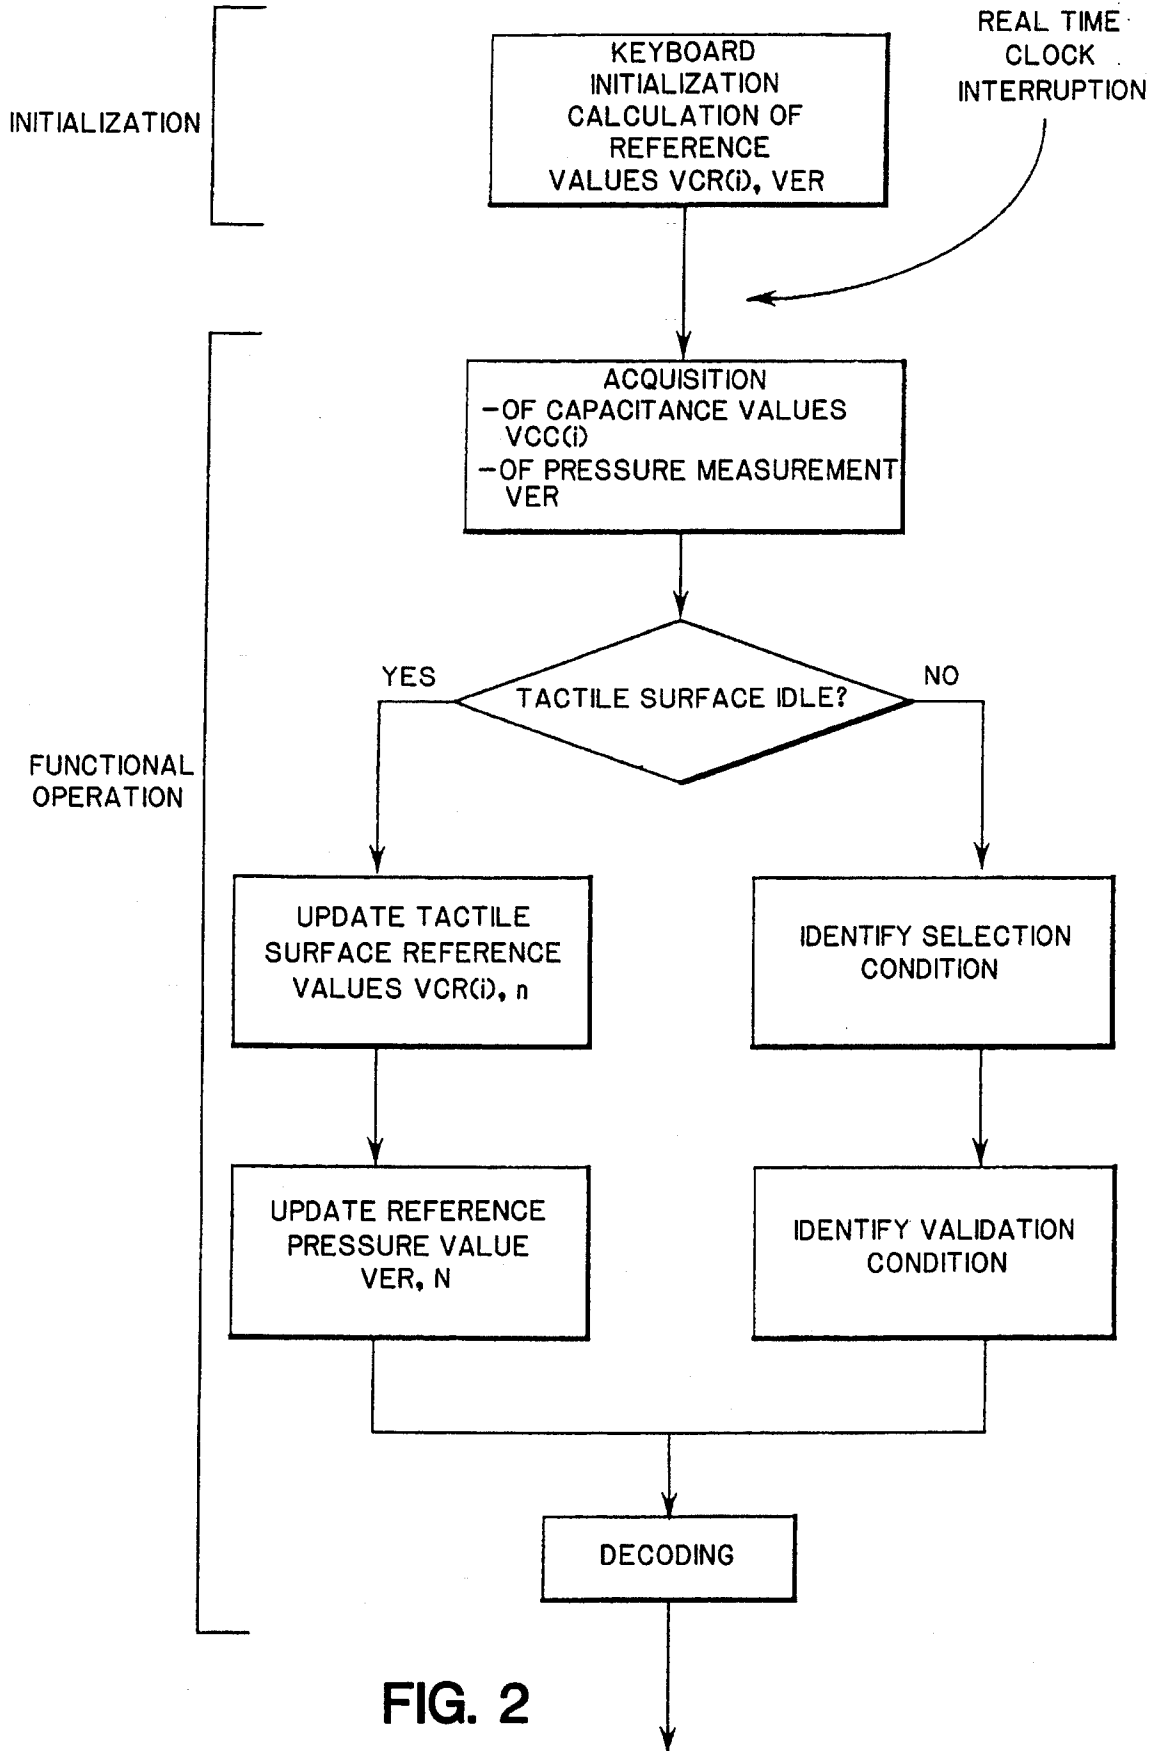 REAL TIME
CLOCK
INTERRUPTION
INITIALIZATION
KEYBOARD
INITIALIZATION
CALCULATION OF
REFERENCE
VALUES VCR(i), VER
FUNCTIONAL
OPERATION
ACQUISITION
-OF CAPACITANCE VALUES
VCC(i)
-OF PRESSURE MEASUREMENT
VER
YES
TACTILE SURFACE IDLE?
NO
UPDATE TACTILE
SURFACE REFERENCE
VALUES VCR(i), n
IDENTIFY SELECTION
CONDITION
UPDATE REFERENCE
PRESSURE VALUE
VER, N
IDENTIFY VALIDATION
CONDITION
DECODING
FIG. 2